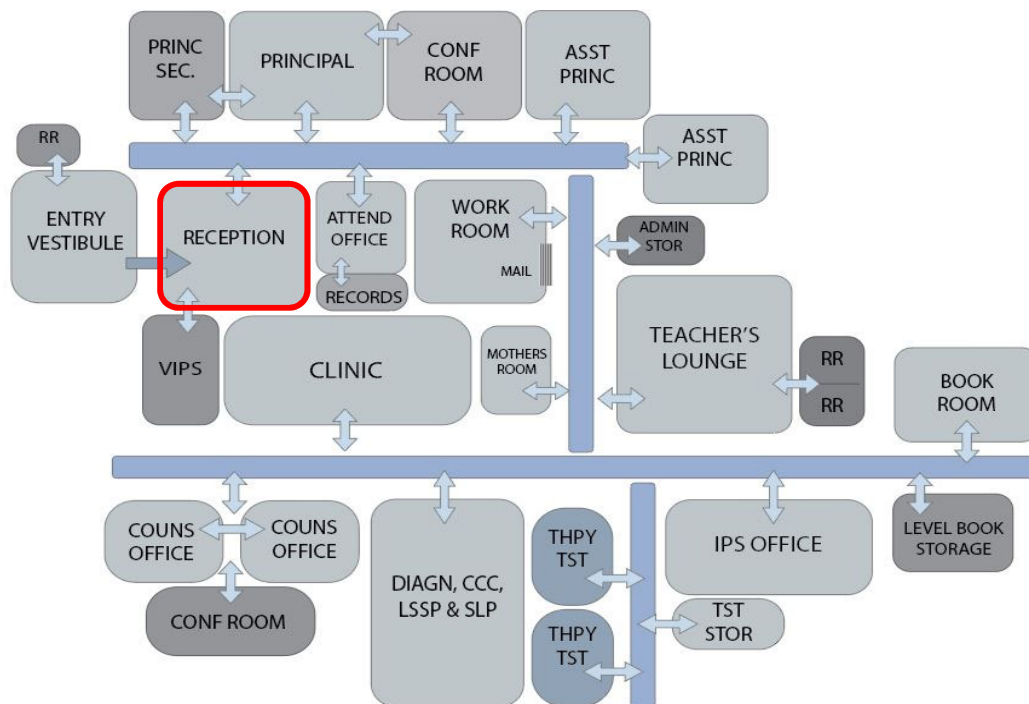 PRINC
SEC.
PRINCIPAL
CONF
ROOM
ASST
PRINC
ASST
PRINC
RR
ENTRY
VESTIBULE
RECEPTION
ATTEND
OFFICE
RECORDS
WORK
ROOM
MAIL
ADMIN
STOR
VIPS
CLINIC
MOTHERS
ROOM
TEACHER'S
LOUNGE
RR
RR
BOOK
ROOM
COUNS
OFFICE
COUNS
OFFICE
CONF ROOM
DIAGN, CCC,
LSSP & SLP
THPY
TST
THPY
TST
IPS OFFICE
TST
STOR
LEVEL BOOK
STORAGE